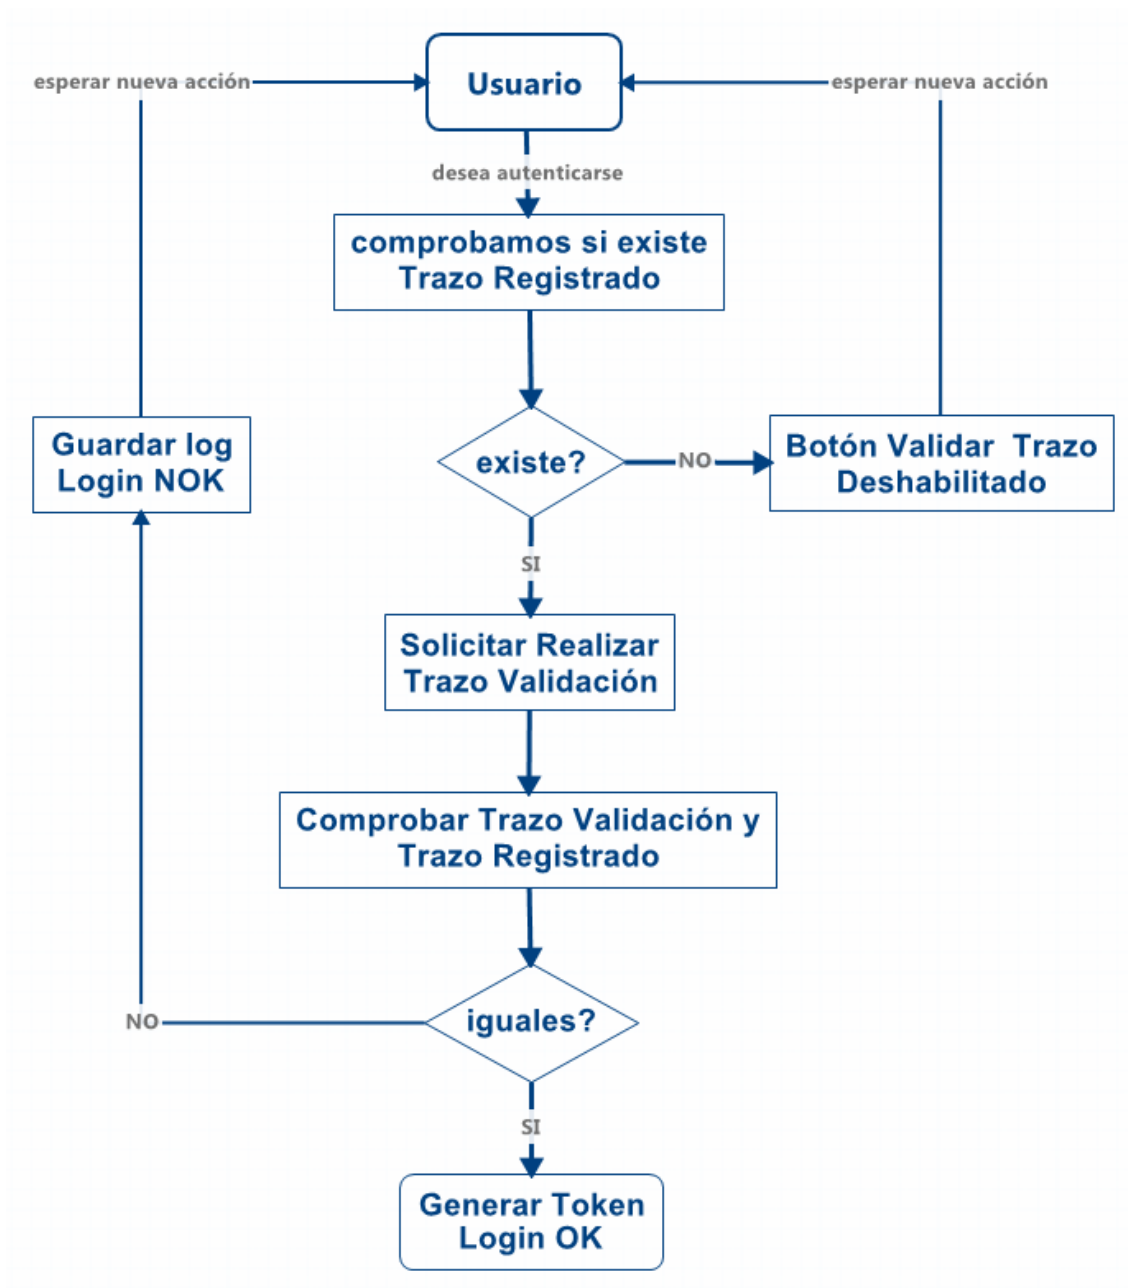 Usuario
esperar nueva acción
esperar nueva acción
desea autenticarse
comprobamos si existe
Trazo Registrado
existe?
NO
Botón Validar Trazo
Deshabilitado
Guardar log
Login NOK
SI
Solicitar Realizar
Trazo Validación
Comprobar Trazo Validación y
Trazo Registrado
iguales?
NO
SI
Generar Token
Login OK